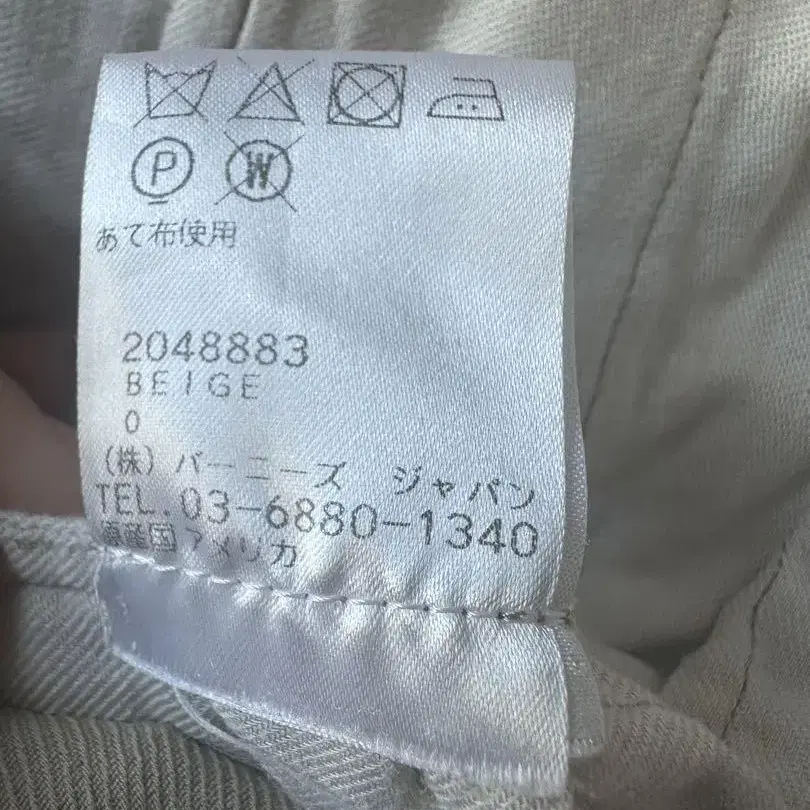 P W
あて布使用
2048883
BEIGE
0
(株) バーニーズ ジャパン
TEL.03-6880-1340
原産国アメリカ